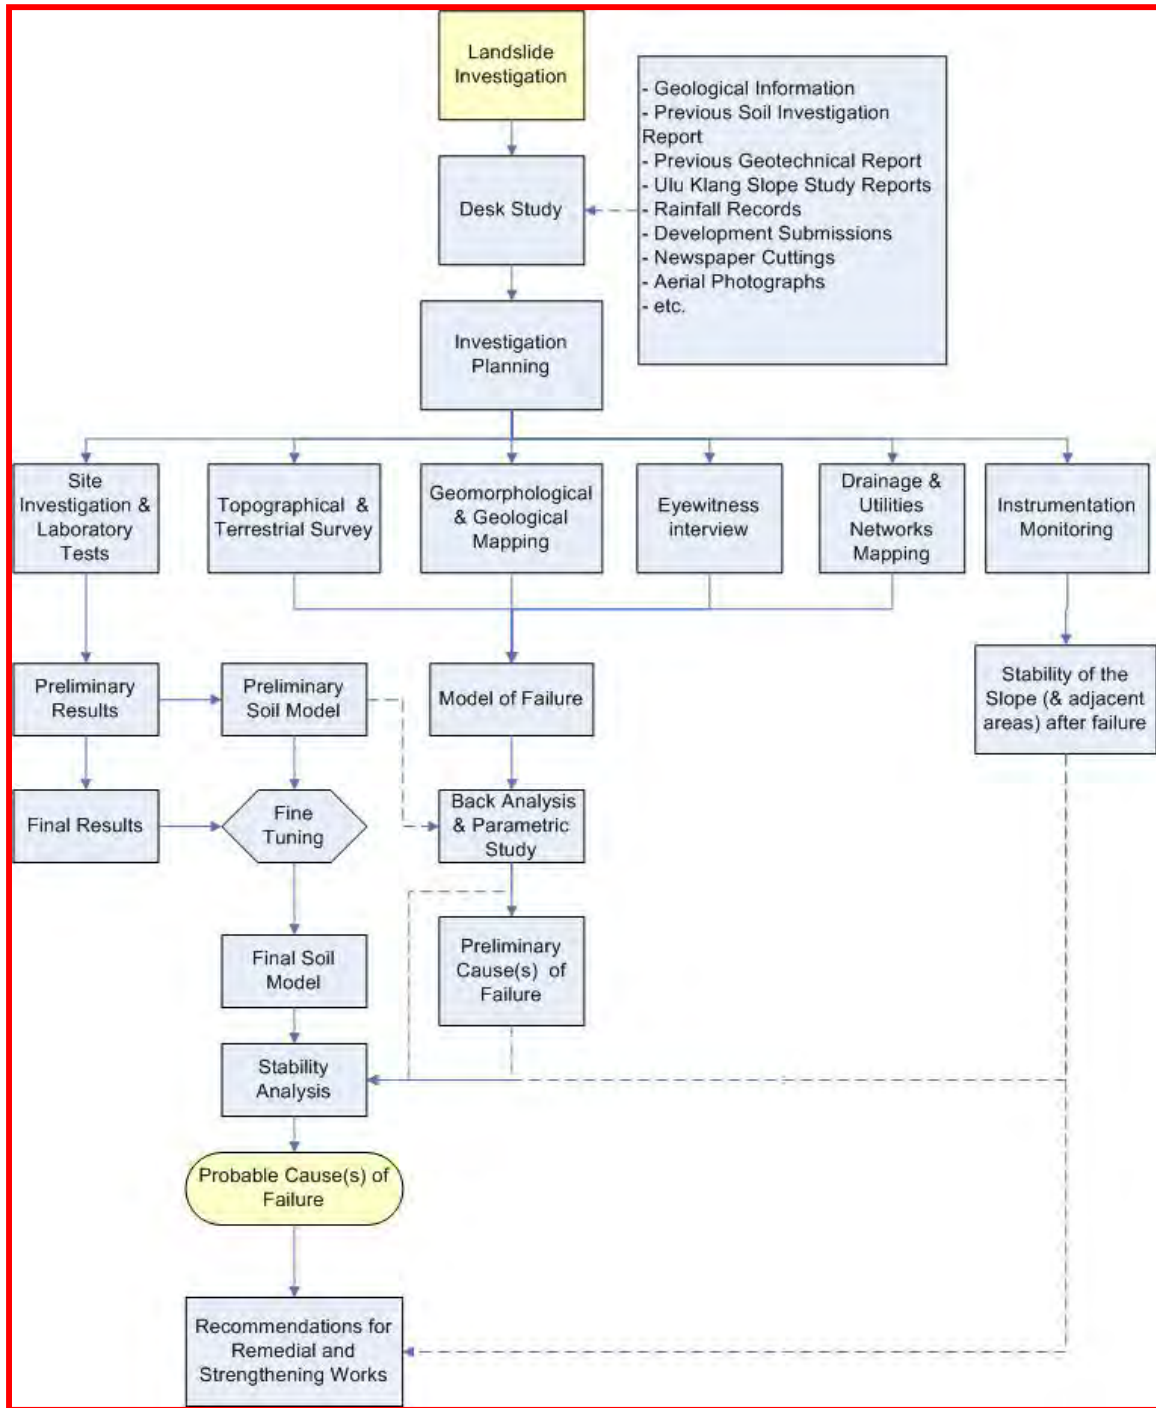 Landslide
Investigation
- Geological Information
- Previous Soil Investigation
Report
- Previous Geotechnical Report
- Ulu Klang Slope Study Reports
- Rainfall Records
- Development Submissions
- Newspaper Cuttings
- Aerial Photographs
- etc.
Desk Study
Investigation
Planning
Site
Investigation &
Laboratory
Tests
Topographical &
Terrestrial Survey
Geomorphological
& Geological
Mapping
Eyewitness
interview
Drainage &
Utilities
Networks
Mapping
Instrumentation
Monitoring
Preliminary
Results
Preliminary
Soil Model
Model of Failure
Stability of the
Slope (& adjacent
areas) after failure
Final Results
Fine
Tuning
Back Analysis
& Parametric
Study
Final Soil
Model
Preliminary
Cause(s) of
Failure
Stability
Analysis
Probable Cause(s) of
Failure
Recommendations for
Remedial and
Strengthening Works